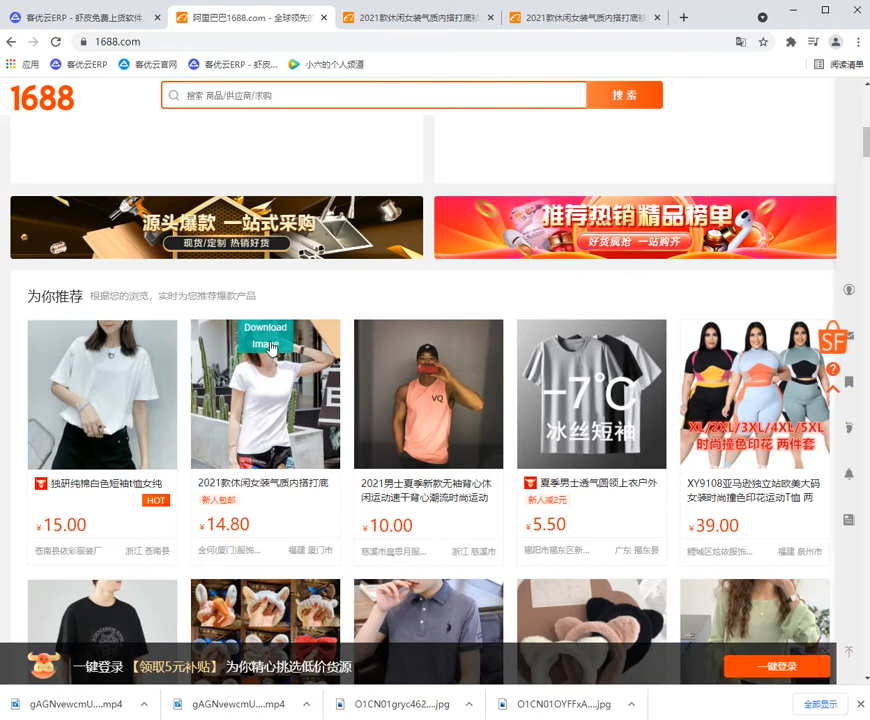 客优云ERP - 虾皮免费上货软件、
阿里巴巴1688.com - 全球领先的
2021款休闲女装气质内搭打底衫
2021款休闲女装气质内搭打底衫
1688.com
应用
客优云ERP
客优云官网
客优云ERP - 虾皮...
小六的个人频道
阅读清单
1688
搜索 商品/供应商/求购
搜 索
源头爆款 一站式采购
现货/定制 热销好货
推荐热销精品榜单
好货疯抢 一站购齐
为你推荐 根据您的浏览，实时为您推荐爆款产品
Download
Image
VQ
-7℃
冰丝短袖
XL/2XL/3XL/4XL/5XL
时尚撞色印花 两件套
SF
独研纯棉白色短袖t恤女纯
HOT
¥15.00
苍南县依彩服装厂 浙江 苍南县
2021款休闲女装气质内搭打底
新人包邮
¥14.80
金何(厦门)服饰... 福建 厦门市
2021男士夏季新款无袖背心休
闲运动速干背心潮流时尚运动
¥10.00
慈溪市晨思月服... 浙江 慈溪市
夏季男士透气圆领上衣户外
新人减2元
¥5.50
揭阳市揭东区新... 广东 揭东县
XY9108亚马逊独立站欧美大码
女装时尚撞色印花运动T恤 两
¥39.00
鲤城区炫依服饰... 福建 泉州市
一键登录【领取5元补贴】为你精心挑选低价货源
一键登录
gAGNvewcmU....mp4
gAGNvewcmU....mp4
O1CN01gryc462....jpg
O1CN01OYFFxA....jpg
全部显示